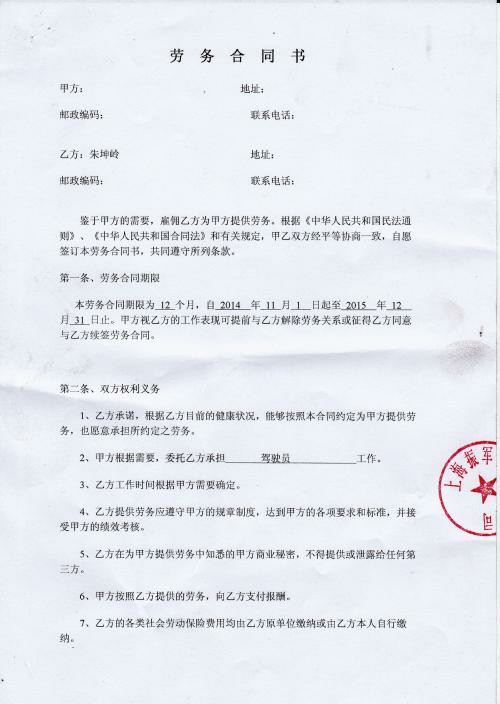 劳 务 合 同 书
甲方： 地址：
邮政编码： 联系电话：
乙方：朱坤岭 地址：
邮政编码： 联系电话：
鉴于甲方的需要，雇佣乙方为甲方提供劳务。根据《中华人民共和国民法通
则》、《中华人民共和国合同法》和有关规定，甲乙双方经平等协商一致，自愿
签订本劳务合同书，共同遵守所列条款。
第一条、劳务合同期限
本劳务合同期限为 12 个月，自 2014 年 11 月 1 日起至 2015 年 12
月 31 日止。甲方视乙方的工作表现可提前与乙方解除劳务关系或征得乙方同意
与乙方续签劳务合同。
第二条、双方权利义务
1、乙方承诺，根据乙方目前的健康状况，能够按照本合同约定为甲方提供劳
务，也愿意承担所约定之劳务。
2、甲方根据需要，委托乙方承担 驾驶员 工作。
3、乙方工作时间根据甲方需要确定。
4、乙方提供劳务应遵守甲方的规章制度，达到甲方的各项要求和标准，并接
受甲方的绩效考核。
5、乙方在为甲方提供劳务中知悉的甲方商业秘密，不得提供或泄露给任何第
三方。
6、甲方按照乙方提供的劳务，向乙方支付报酬。
7、乙方的各类社会劳动保险费用均由乙方原单位缴纳或由乙方本人自行缴
纳。
上海振军
司